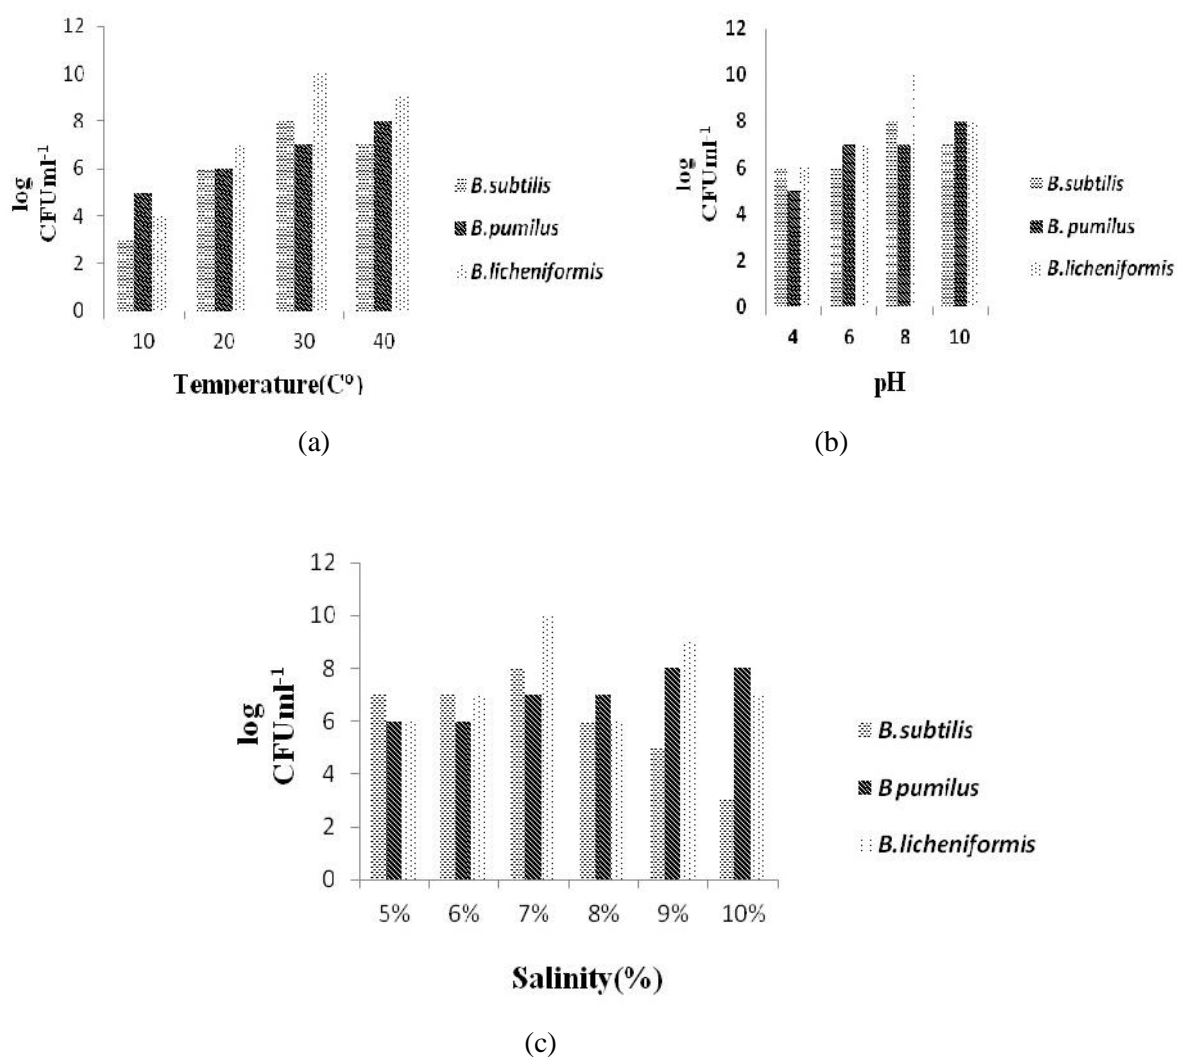 12
10
8
6
4
2
0
log
CFUml-1
10 20 30 40
Temperature(C°)
B.subtilis
B.pumilus
B.licheniformis
(a)
12
10
8
6
4
2
0
log
CFUml-1
4 6 8 10
pH
B.subtilis
B. pumilus
B.licheniformis
(b)
12
10
8
6
4
2
0
log
CFUml-1
5% 6% 7% 8% 9% 10%
Salinity(%)
B.subtilis
B pumilus
B.licheniformis
(c)